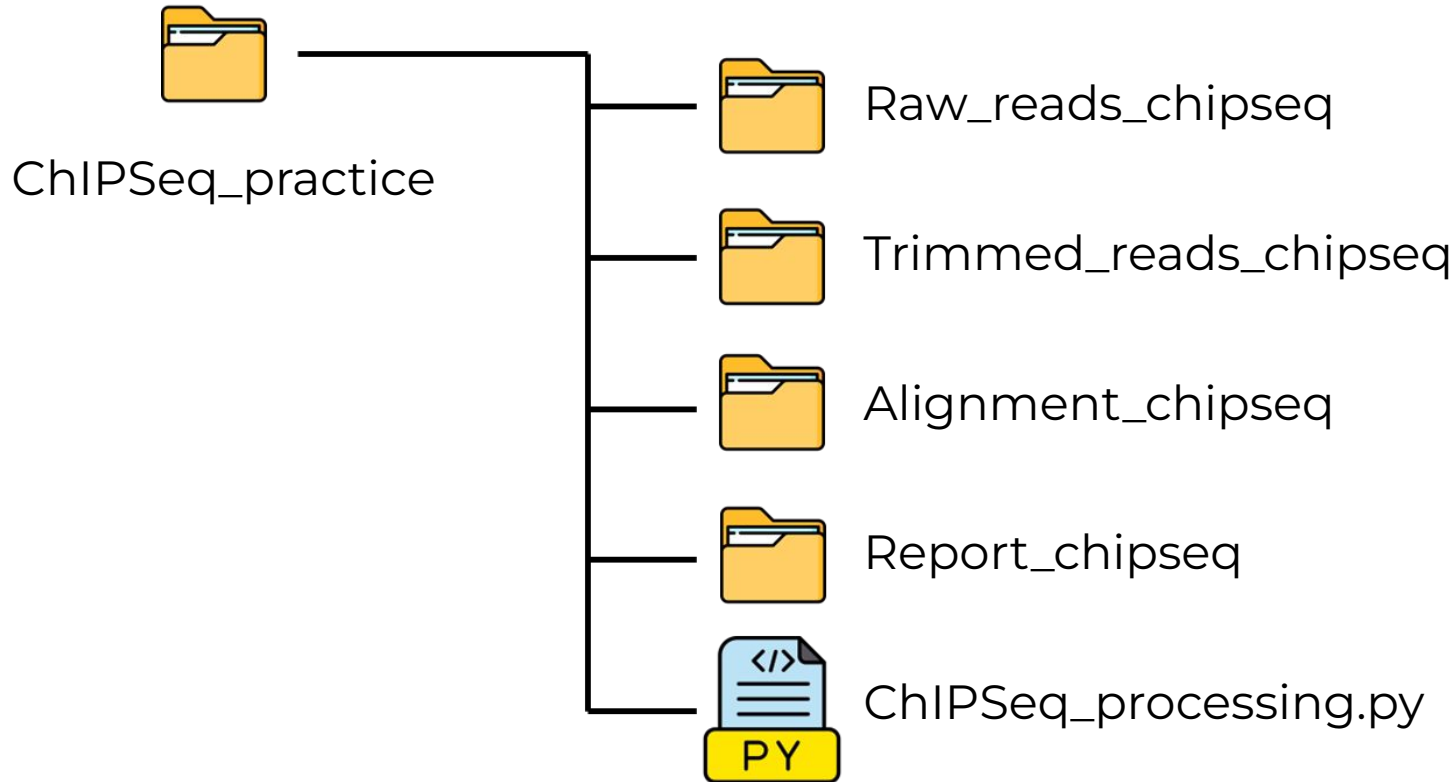 ChIPSeq_practice
Raw_reads_chipseq
Trimmed_reads_chipseq
Alignment_chipseq
Report_chipseq
</>
PY
ChIPSeq_processing.py